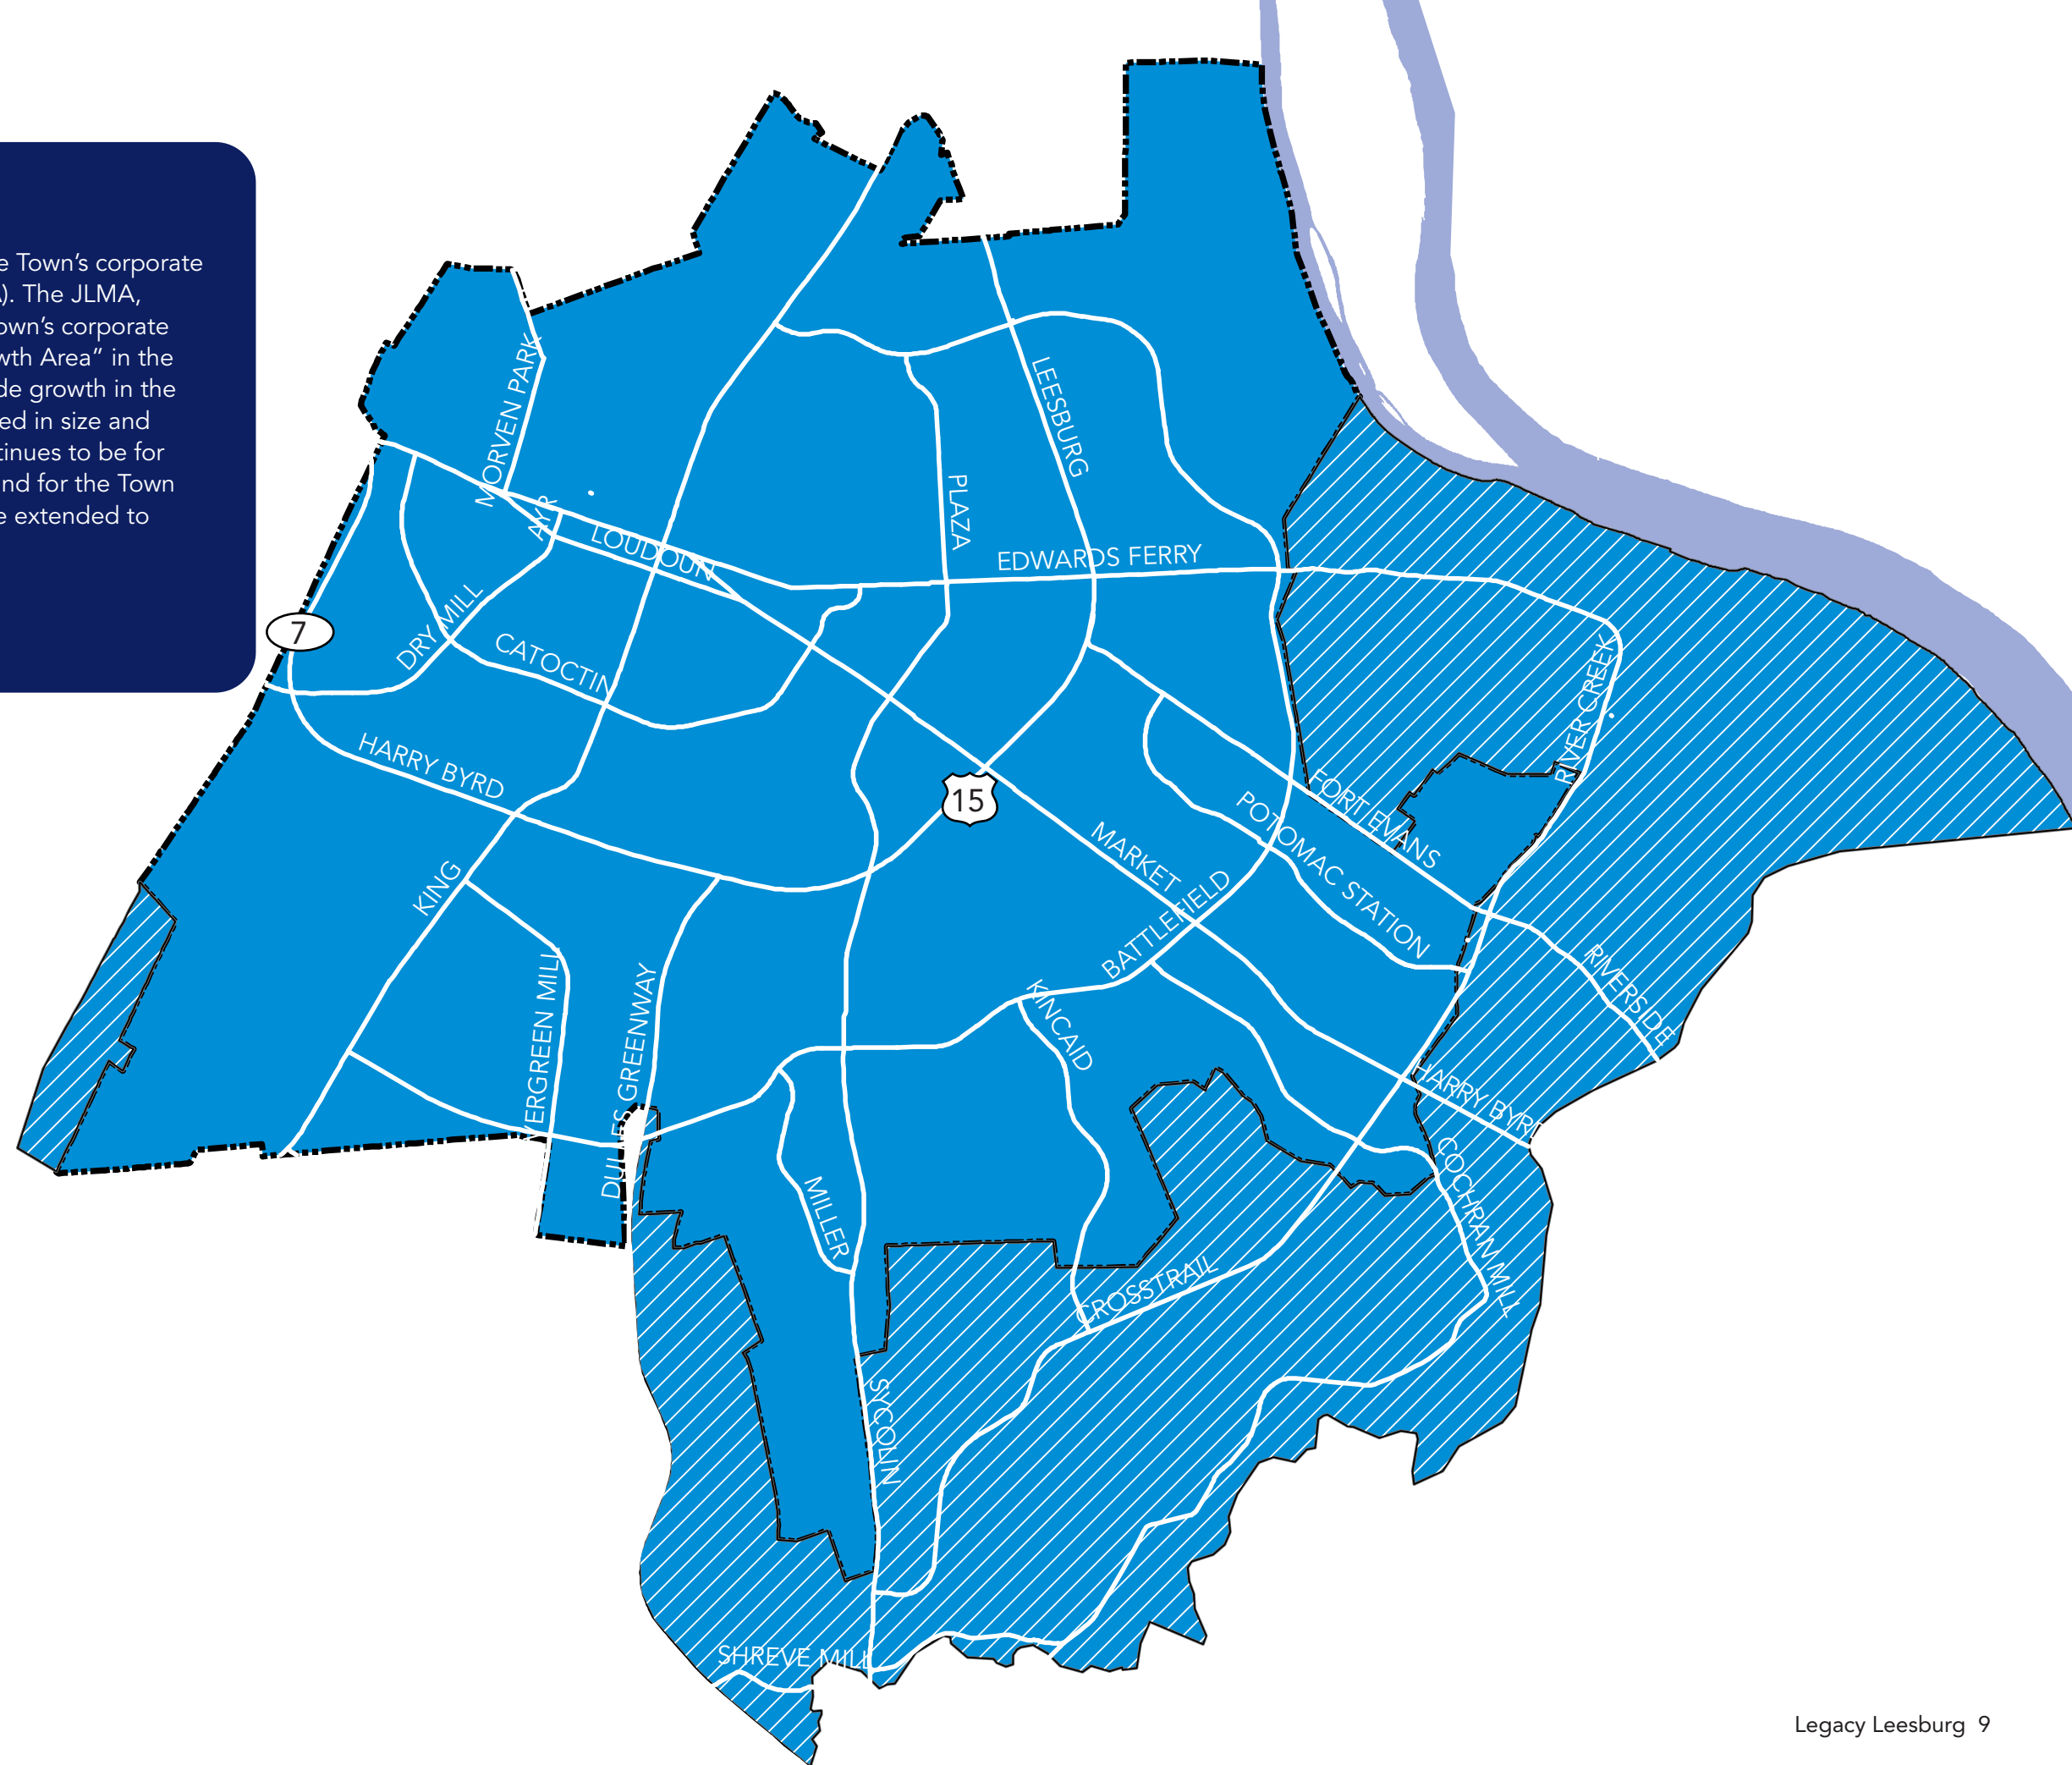 e Town's corporate
). The JLMA,
own's corporate
wth Area" in the
de growth in the
ed in size and
tinues to be for
nd for the Town
e extended to
MORVEN PARK
LEESBURG
PLAZA
AYR
LOUDOUN
EDWARDS FERRY
7
DRY MILL
CATOCTIN
RIVER CREEK
HARRY BYRD
15
FORT EVANS
POTOMAC STATION
MARKET
KING
BATTLEFIELD
RIVERSIDE
VERGREEN MILL
DULLES GREENWAY
KINCAID
HARRY BYRD
COCHRAN MILL
MILLER
CROSSTRAIL
SYCOLIN
SHREVE MILL
Legacy Leesburg 9